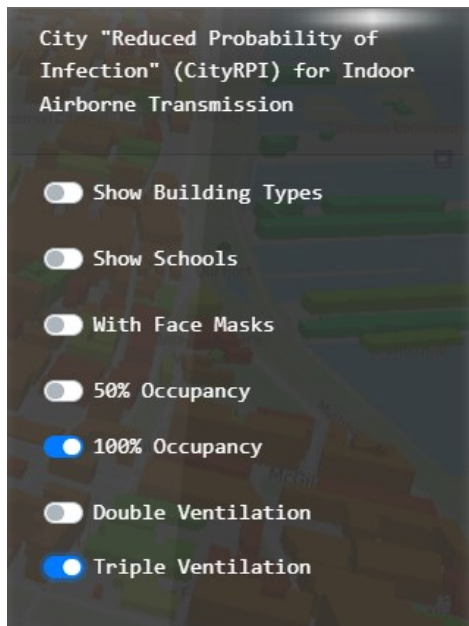 City "Reduced Probability of
Infection" (CityRPI) for Indoor
Airborne Transmission
Show Building Types
Show Schools
With Face Masks
50% Occupancy
100% Occupancy
Double Ventilation
Triple Ventilation